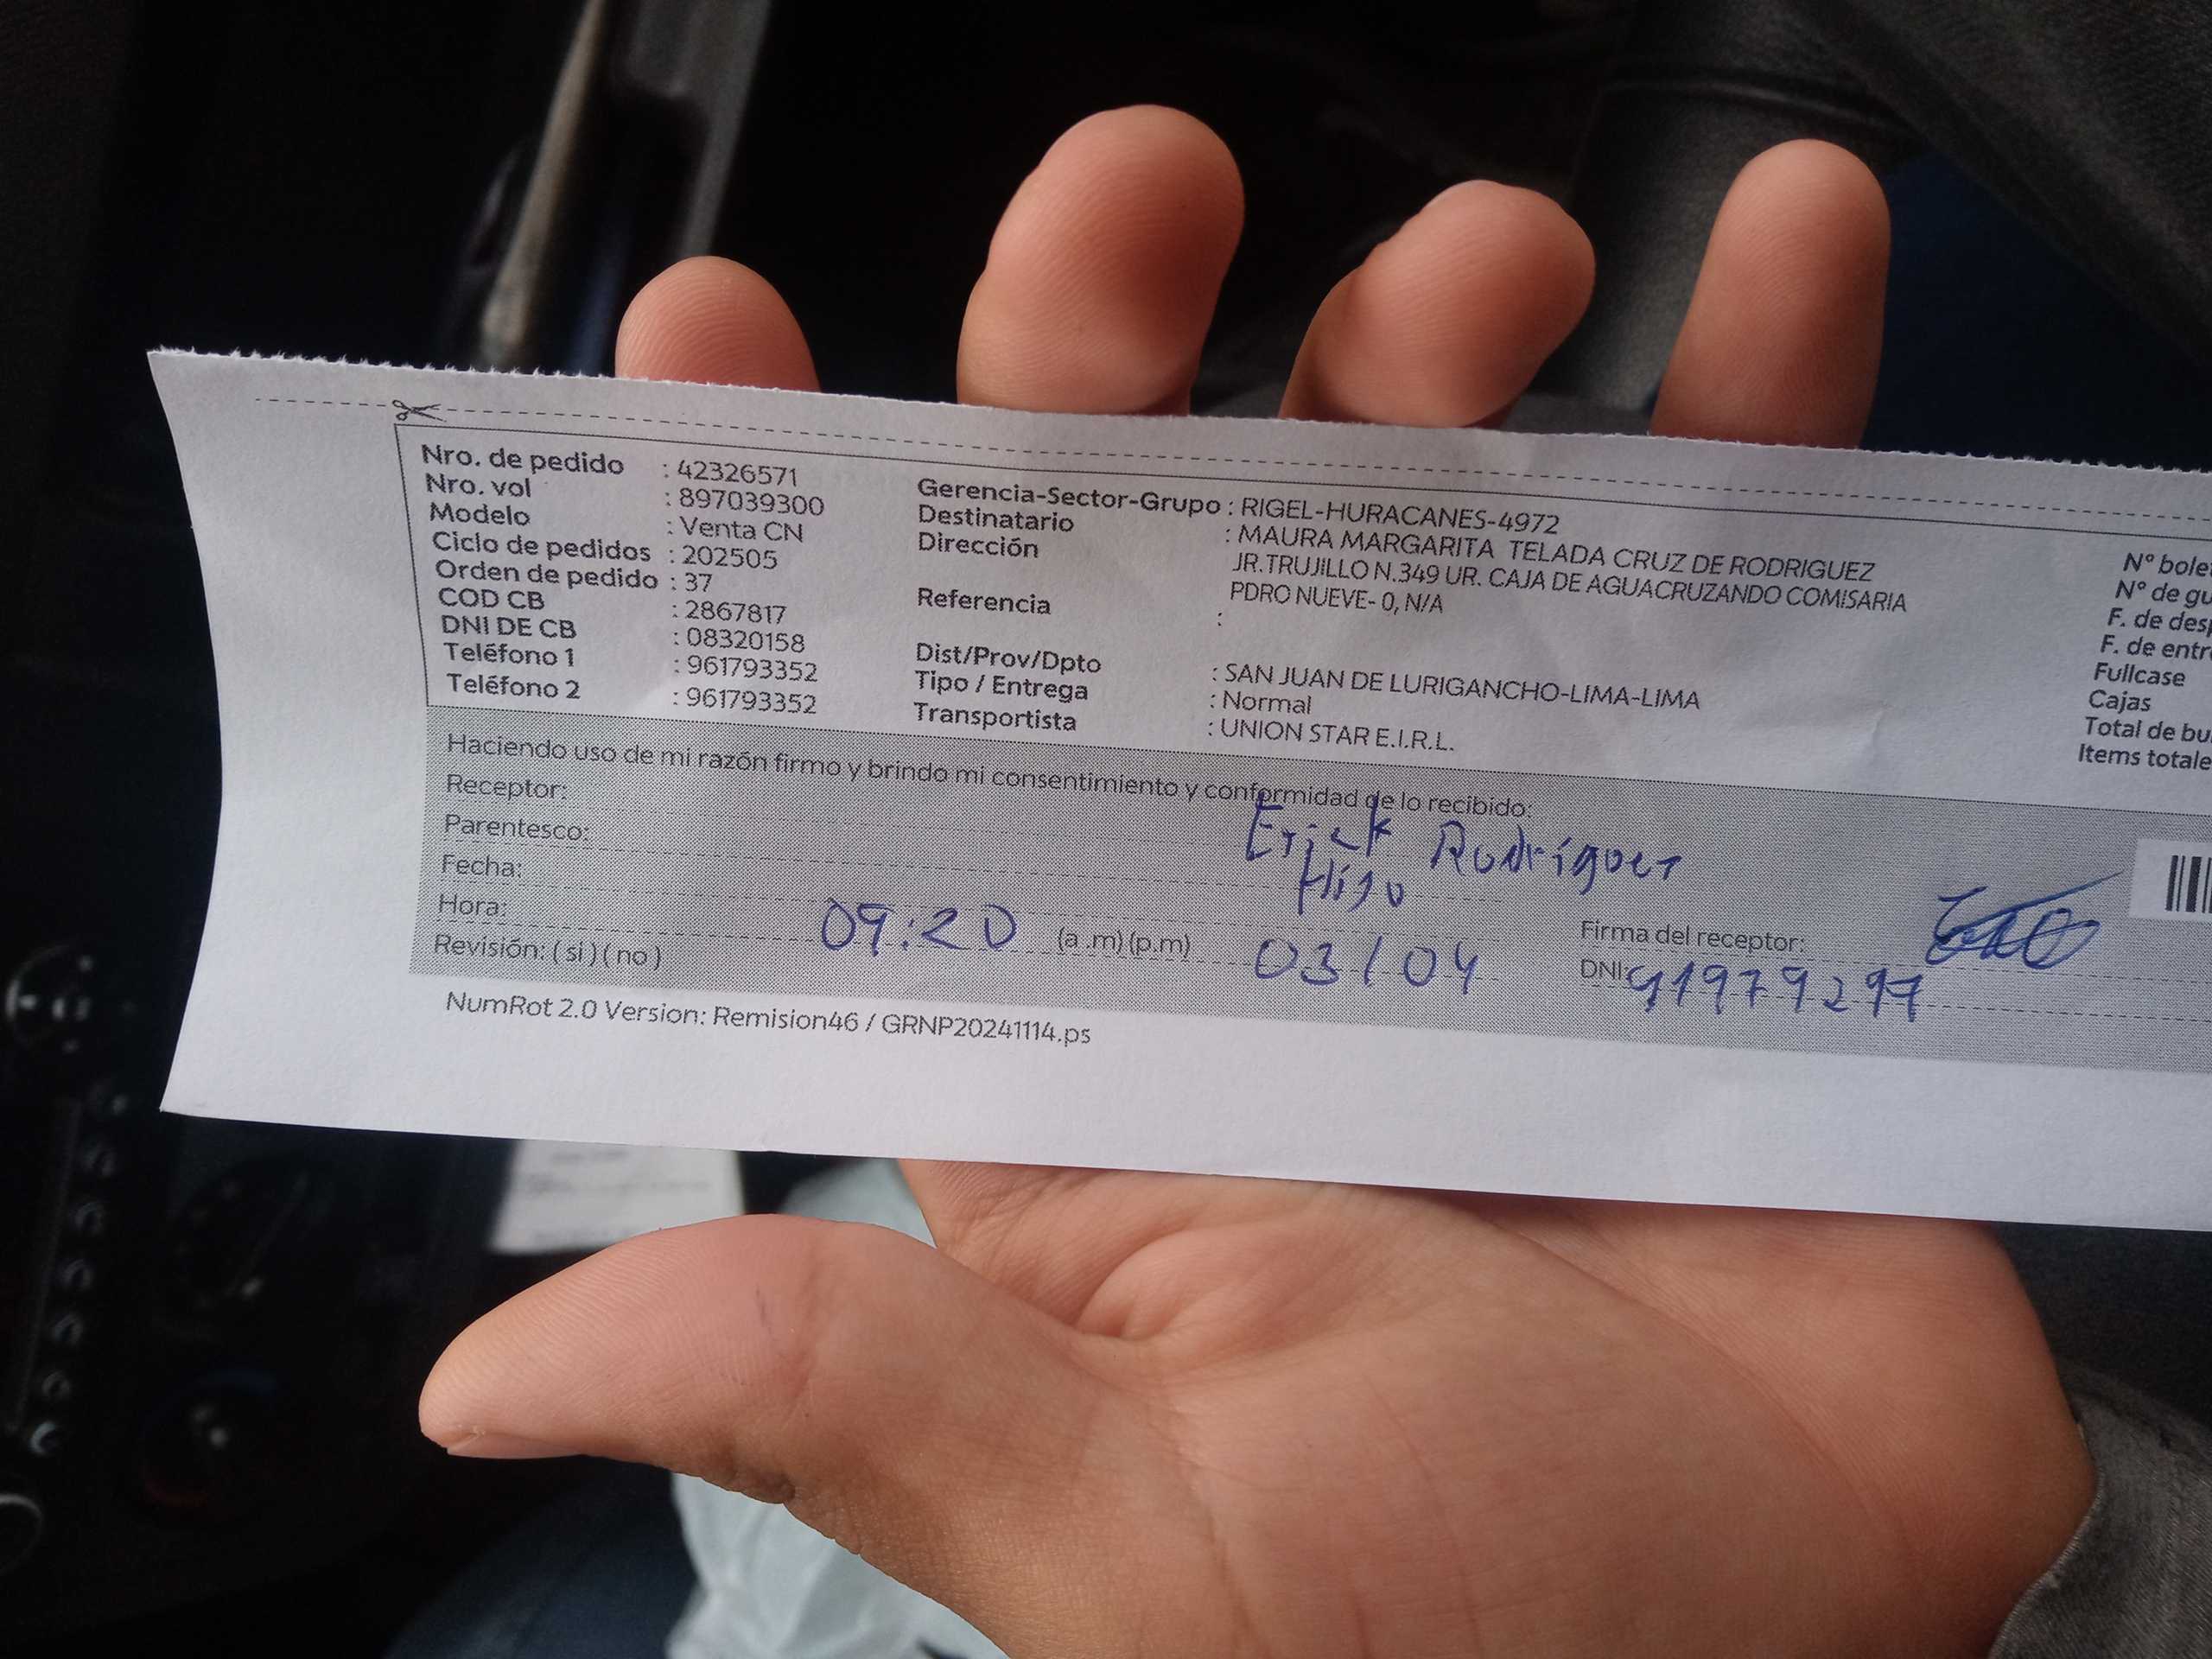 Nro. de pedido : 42326571
Nro. vol : 897039300
Modelo : Venta CN
Ciclo de pedidos : 202505
Orden de pedido : 37
COD CB : 2867817
DNI DE CB : 08320158
Teléfono 1 : 961793352
Teléfono 2 : 961793352
Gerencia-Sector-Grupo : RIGEL-HURACANES-4972
Destinatario : MAURA MARGARITA TELADA CRUZ DE RODRIGUEZ
Dirección JR.TRUJILLO N.349 UR. CAJA DE AGUACRUZANDO COMISARIA
PDRO NUEVE- 0, N/A
Referencia :
Dist/Prov/Dpto : SAN JUAN DE LURIGANCHO-LIMA-LIMA
Tipo / Entrega : Normal
Transportista : UNION STAR E.I.R.L.
N° bole
N° de gu
F. de des
F. de entr
Fullcase
Cajas
Total de bu
Items totale
Haciendo uso de mi razón firmo y brindo mi consentimiento y conformidad de lo recibido:
Receptor: Erick Rodríguez
Parentesco: Hijo
Fecha: 03/04
Hora: 09:20 (a .m) (p.m)
Revisión: ( si ) ( no )
Firma del receptor:
DNI: 41979297
NumRot 2.0 Version: Remision46 / GRNP20241114.ps